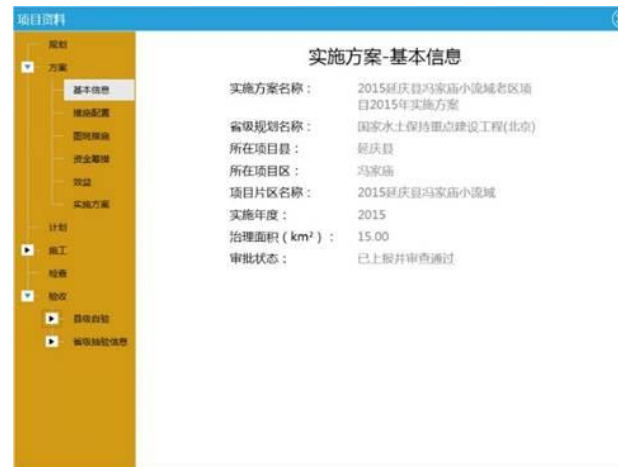 项目资料
规划
方案
基本信息
措施配置
图斑措施
资金筹措
效益
实施方案
计划
施工
检查
验收
县级自验
省级抽验信息
实施方案-基本信息
实施方案名称： 2015延庆县冯家庙小流域老区项
目2015年实施方案
省级规划名称： 国家水土保持重点建设工程(北京)
所在项目县： 延庆县
所在项目区： 冯家庙
项目片区名称： 2015延庆县冯家庙小流域
实施年度： 2015
治理面积（km²）： 15.00
审批状态： 已上报并审查通过